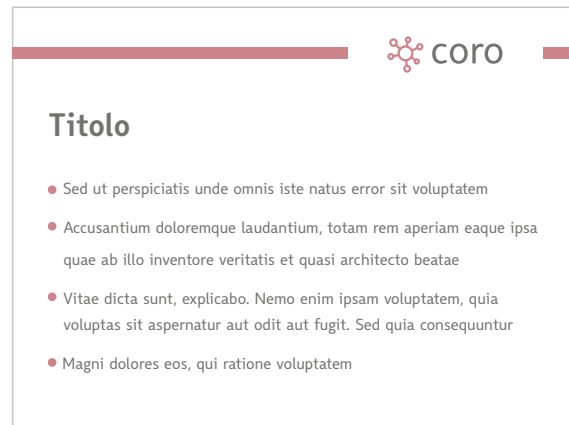 coro
Titolo
Sed ut perspiciatis unde omnis iste natus error sit voluptatem
Accusantium doloremque laudantium, totam rem aperiam eaque ipsa
quae ab illo inventore veritatis et quasi architecto beatae
Vitae dicta sunt, explicabo. Nemo enim ipsam voluptatem, quia
voluptas sit aspernatur aut odit aut fugit. Sed quia consequuntur
Magni dolores eos, qui ratione voluptatem